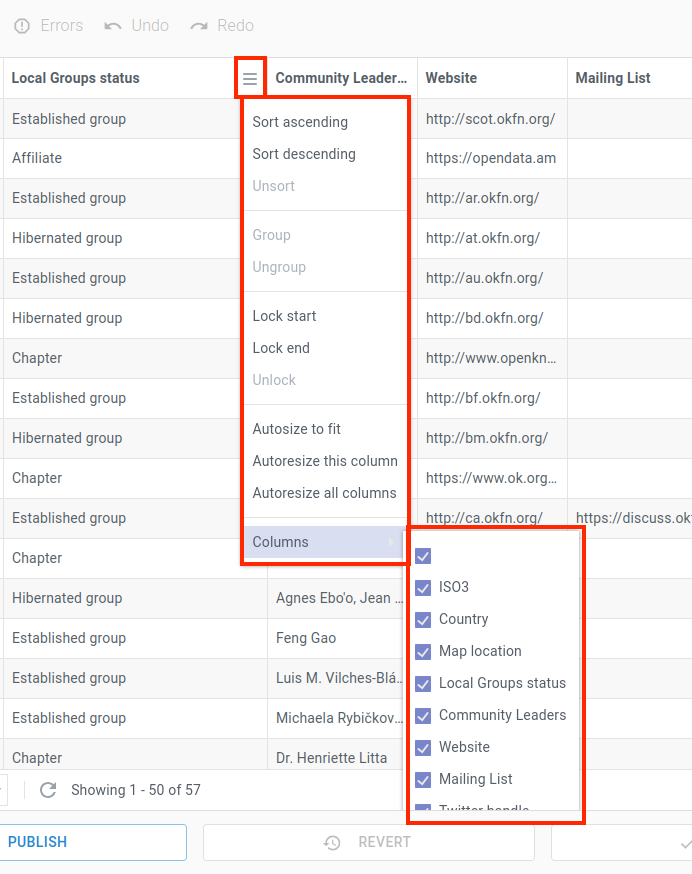 Errors Undo Redo
Local Groups status Community Leader... Website Mailing List
Established group http://scot.okfn.org/
Sort ascending
Affiliate https://opendata.am
Sort descending
Established group http://ar.okfn.org/
Unsort
Hibernated group http://at.okfn.org/
Group
Ungroup
Established group http://au.okfn.org/
Hibernated group http://bd.okfn.org/
Lock start
Lock end
Chapter http://www.openkn...
Unlock
Established group http://bf.okfn.org/
Autosize to fit
Hibernated group http://bm.okfn.org/
Autoresize this column
Chapter https://www.ok.org...
Autoresize all columns
Established group http://ca.okfn.org/ https://discuss.ok
Columns
Chapter
ISO3
Country
Map location
Local Groups status
Community Leaders
Website
Mailing List
Twitter handle
Hibernated group Agnes Ebo'o, Jean ...
Established group Feng Gao
Established group Luis M. Vilches-Blá...
Established group Michaela Rybičkov...
Chapter Dr. Henriette Litta
Showing 1 - 50 of 57
PUBLISH REVERT